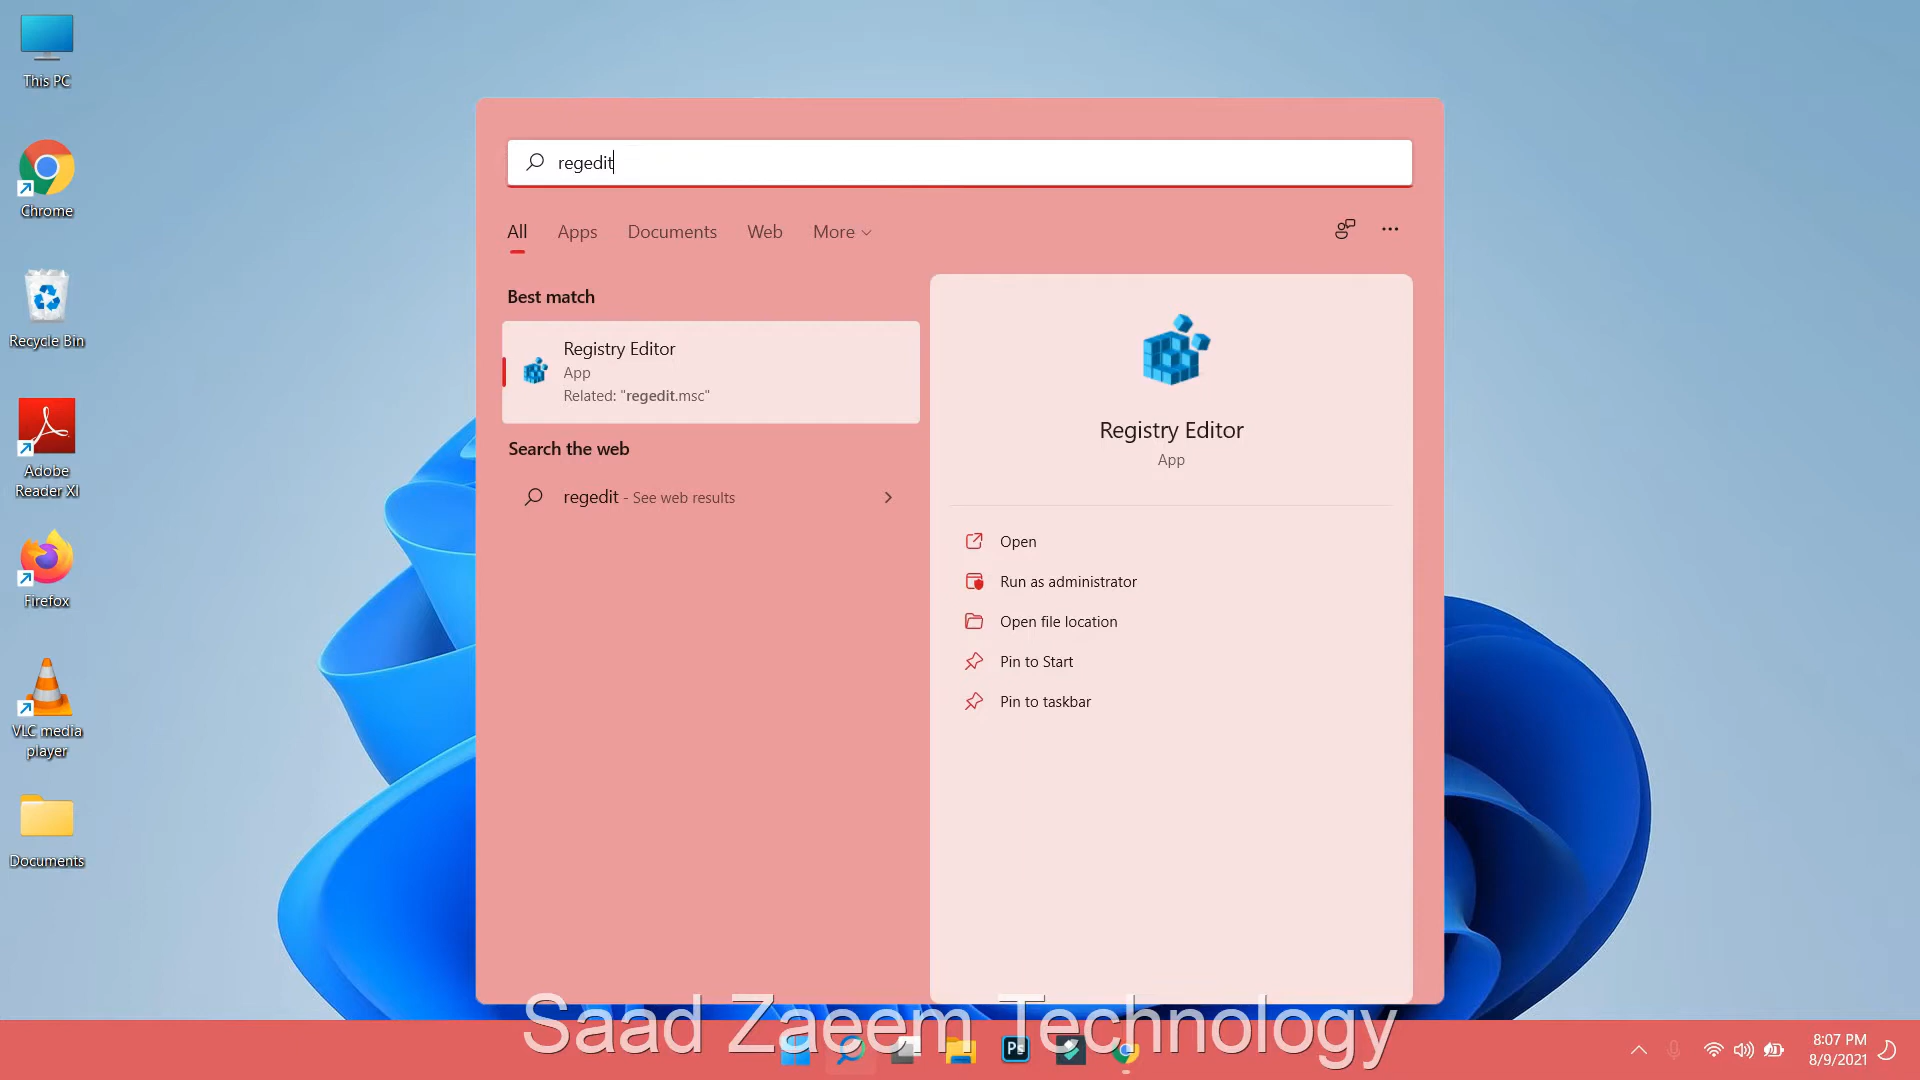 This PC
Chrome
Recycle Bin
Adobe
Reader XI
Firefox
VLC media
player
Documents
regedit
All Apps Documents Web More
Best match
Registry Editor
App
Related: "regedit.msc"
Search the web
regedit - See web results
Registry Editor
App
Open
Run as administrator
Open file location
Pin to Start
Pin to taskbar
Saad Zaeem Technology
Ps
8:07 PM
8/9/2021